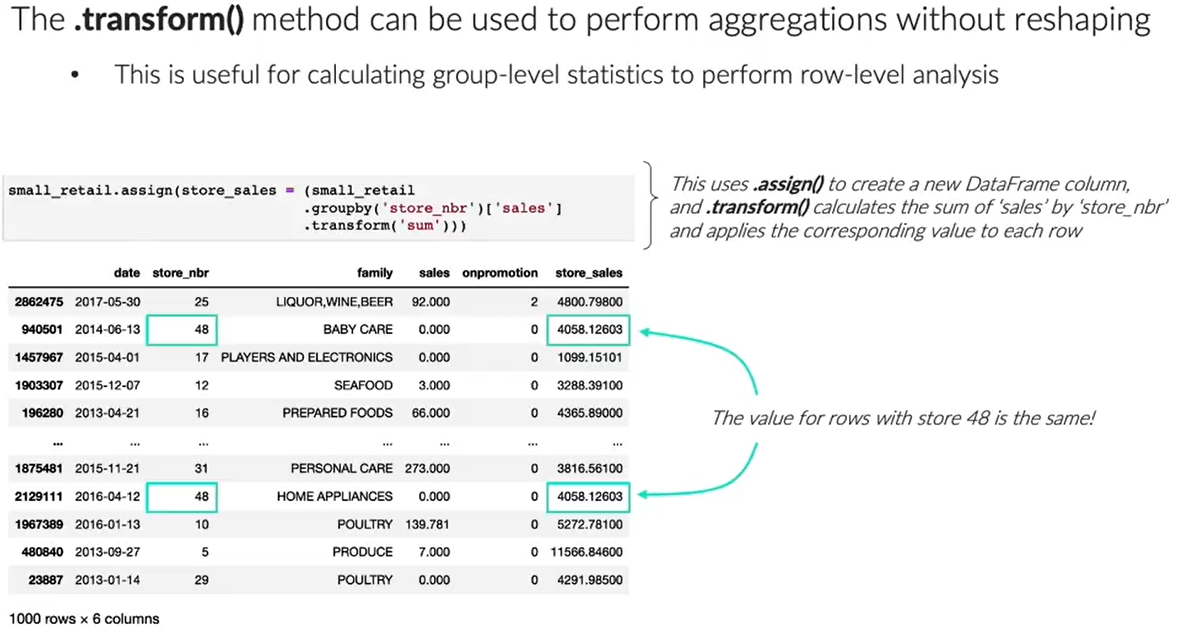 The .transform() method can be used to perform aggregations without reshaping
• This is useful for calculating group-level statistics to perform row-level analysis
small_retail.assign(store_sales = (small_retail
.groupby('store_nbr')['sales']
.transform('sum')))
This uses .assign() to create a new DataFrame column,
and .transform() calculates the sum of 'sales' by 'store_nbr'
and applies the corresponding value to each row
date store_nbr family sales onpromotion store_sales
2862475 2017-05-30 25 LIQUOR,WINE,BEER 92.000 2 4800.79800
940501 2014-06-13 48 BABY CARE 0.000 0 4058.12603
1457967 2015-04-01 17 PLAYERS AND ELECTRONICS 0.000 0 1099.15101
1903307 2015-12-07 12 SEAFOOD 3.000 0 3288.39100
196280 2013-04-21 16 PREPARED FOODS 66.000 0 4365.89000
... ... ... ... ... ... ...
1875481 2015-11-21 31 PERSONAL CARE 273.000 0 3816.56100
2129111 2016-04-12 48 HOME APPLIANCES 0.000 0 4058.12603
1967389 2016-01-13 10 POULTRY 139.781 0 5272.78100
480840 2013-09-27 5 PRODUCE 7.000 0 11566.84600
23887 2013-01-14 29 POULTRY 0.000 0 4291.98500
The value for rows with store 48 is the same!
1000 rows × 6 columns